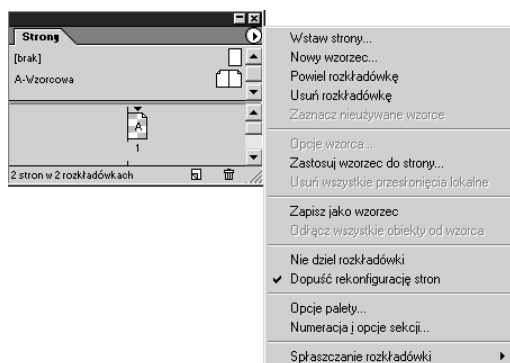 Strony
[brak]
A-Wzorcowa
A
1
2 stron w 2 rozkładówkach
Wstaw strony...
Nowy wzorzec...
Powiel rozkładówkę
Usuń rozkładówkę
Zaznacz nieużywane wzorce
Opcje wzorca...
Zastosuj wzorzec do strony...
Usuń wszystkie przesłonięcia lokalne
Zapisz jako wzorzec
Odłącz wszystkie obiekty od wzorca
Nie dziel rozkładówki
Dopuść rekonfigurację stron
Opcje palety...
Numeracja i opcje sekcji...
Spłaszczanie rozkładówki